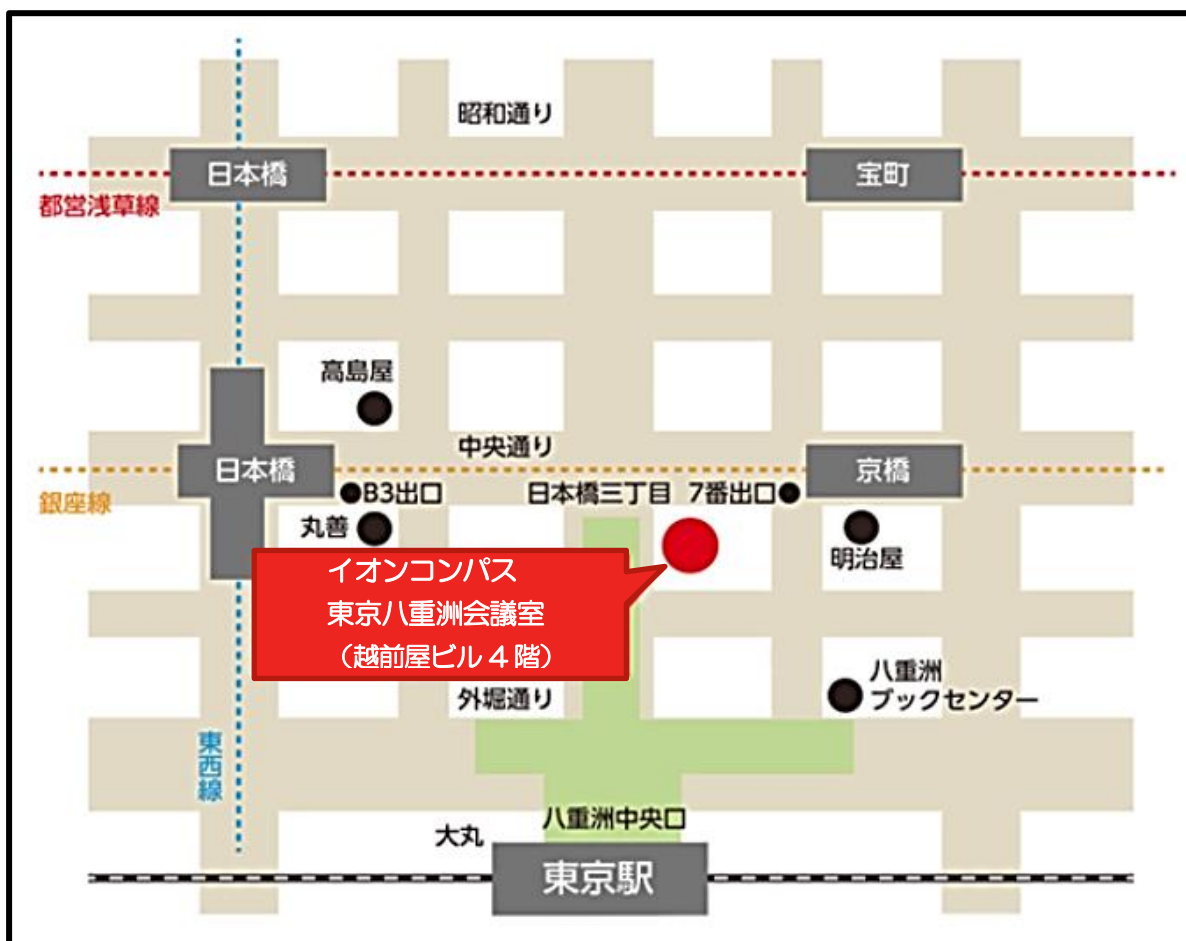 昭和通り
日本橋
宝町
都営浅草線
高島屋
中央通り
日本橋
京橋
銀座線
B3出口
日本橋三丁目 7番出口
丸善
明治屋
イオンコンパス
東京八重洲会議室
（越前屋ビル４階）
八重洲
ブックセンター
外堀通り
東西線
八重洲中央口
大丸
東京駅